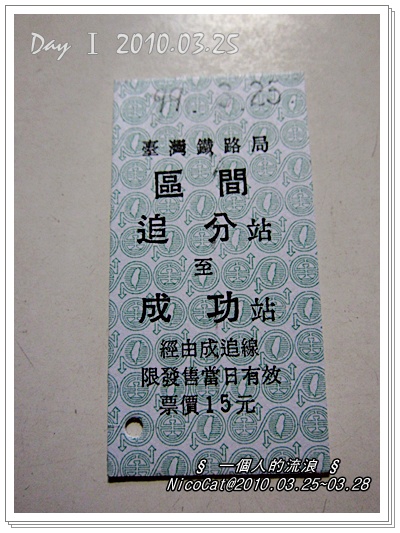 Day I 2010.03.25
99. 3.25
臺灣鐵路局
區間
追分站
至
成功站
經由成追線
限發售當日有效
票價15元
§ 一個人的流浪 §
NicoCat@2010.03.25~03.28